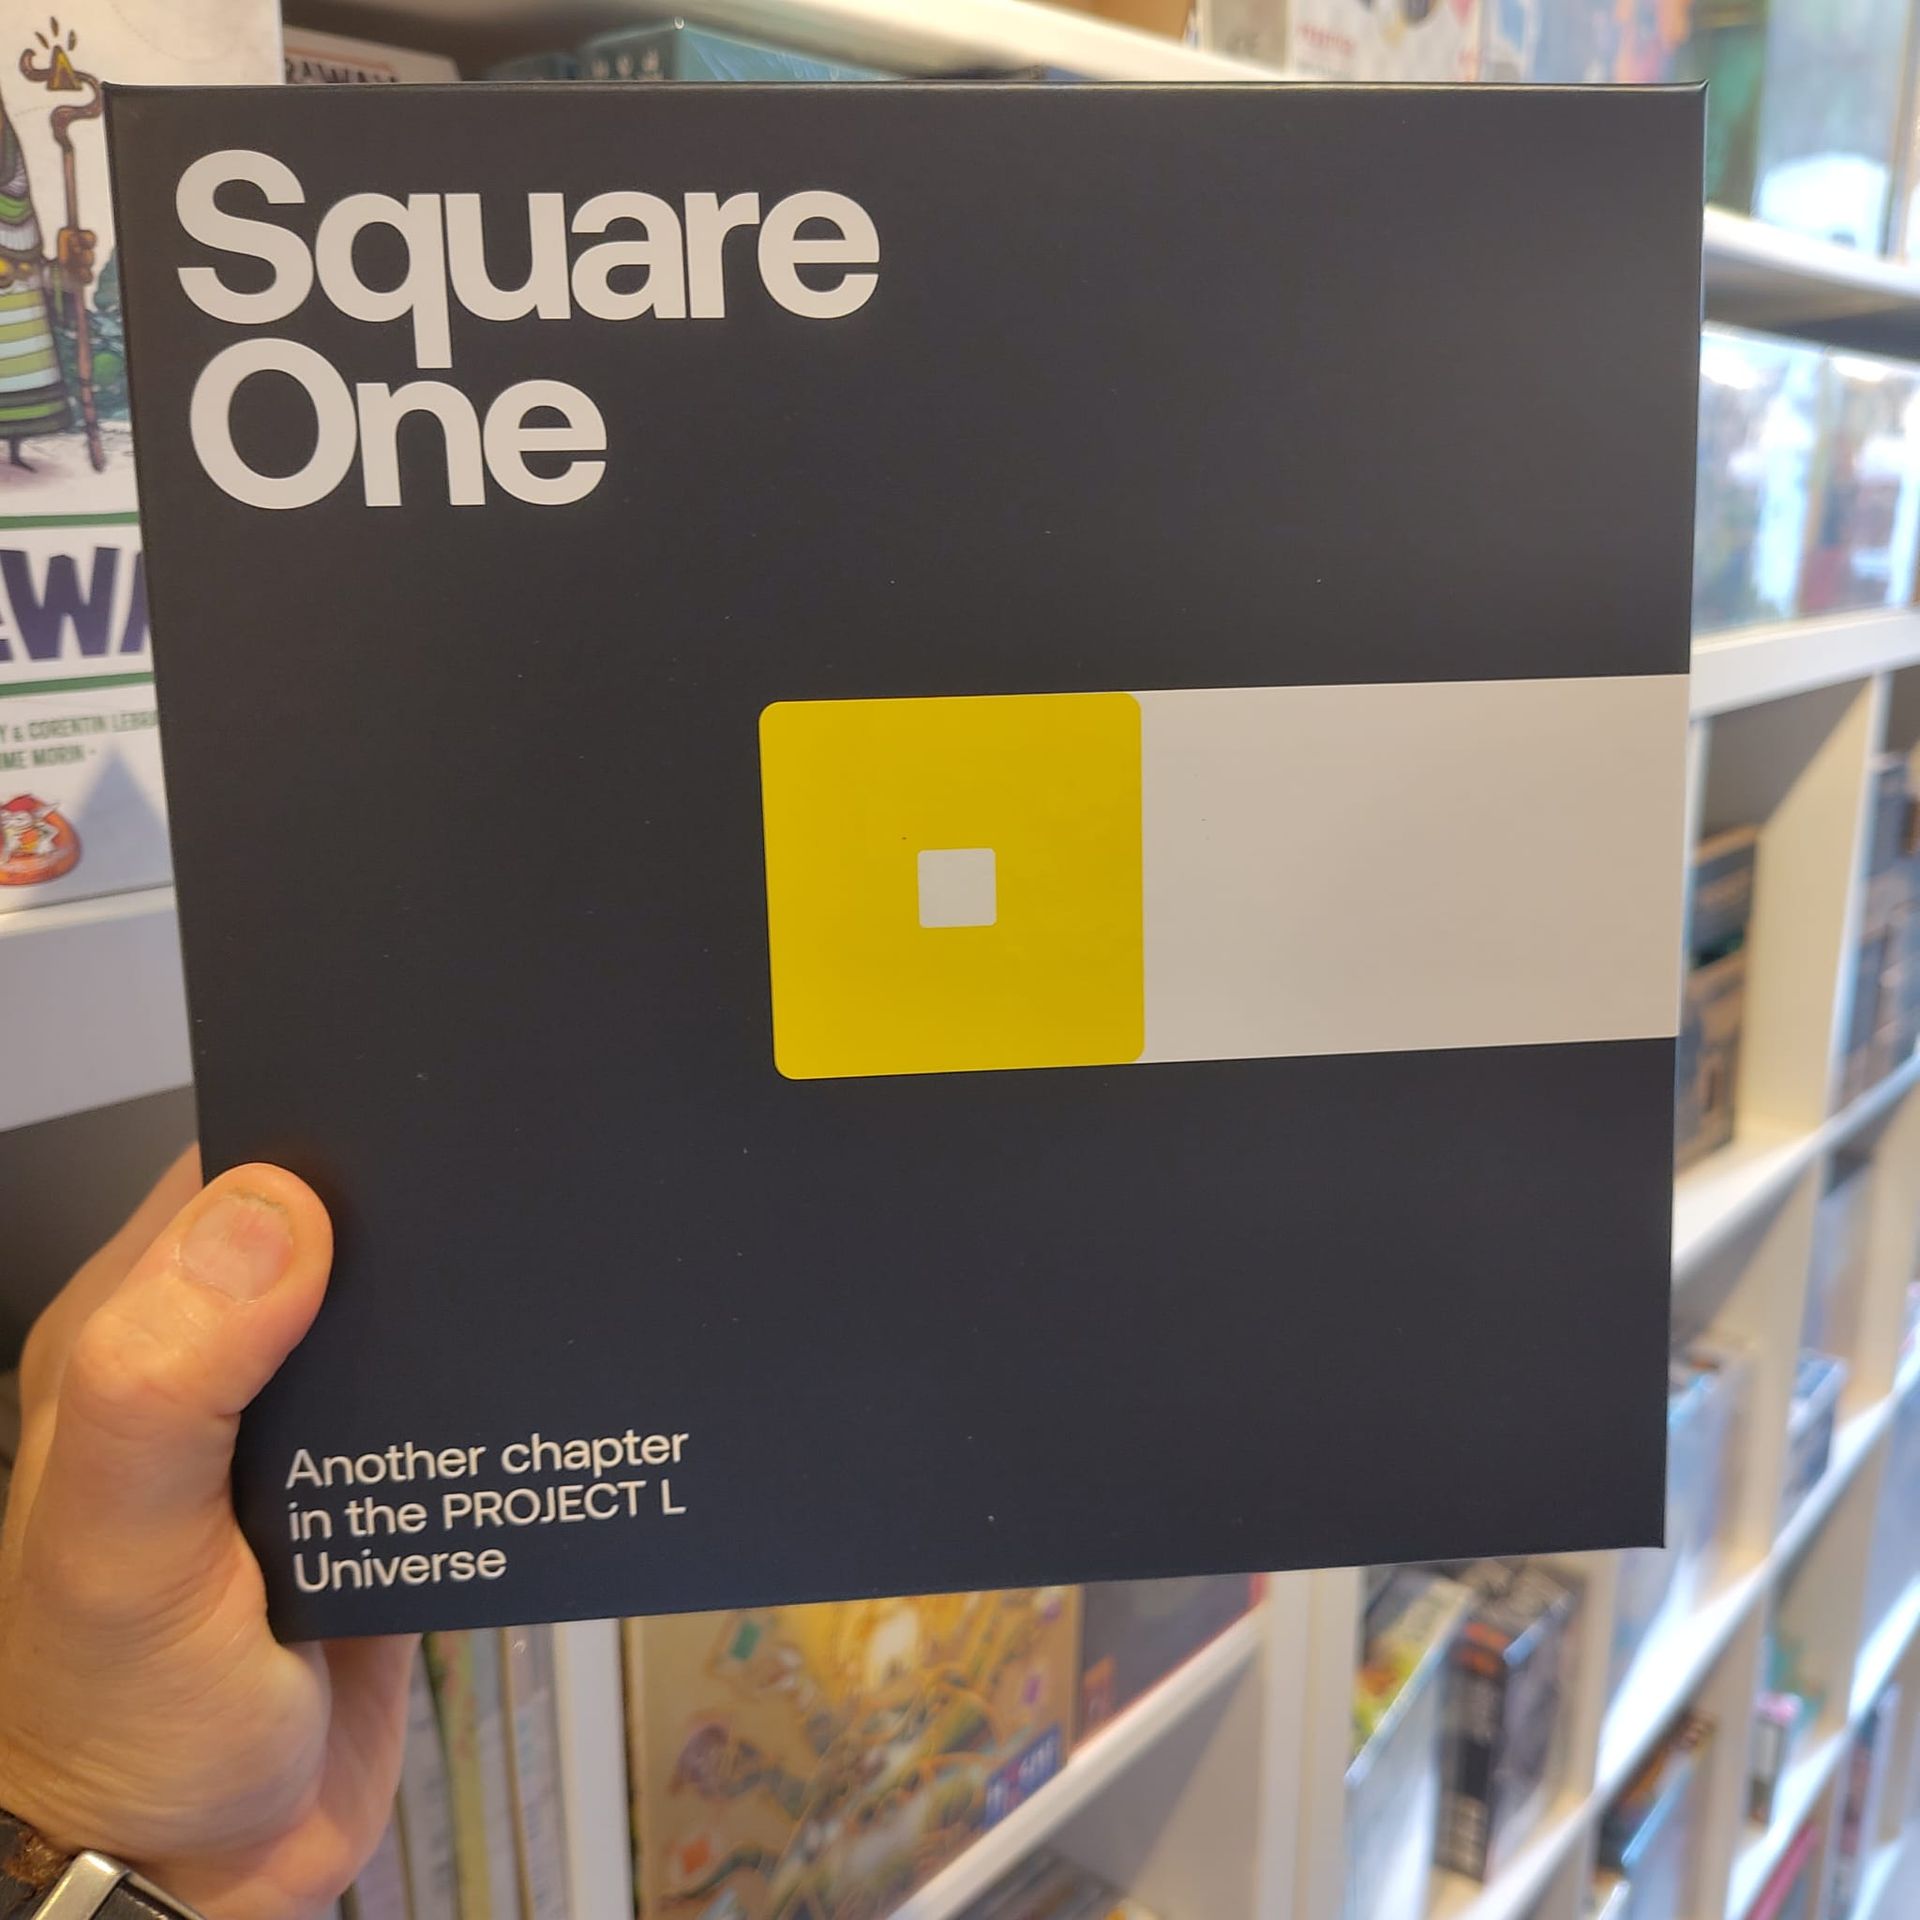 Square
One
Another chapter
in the PROJECT L
Universe